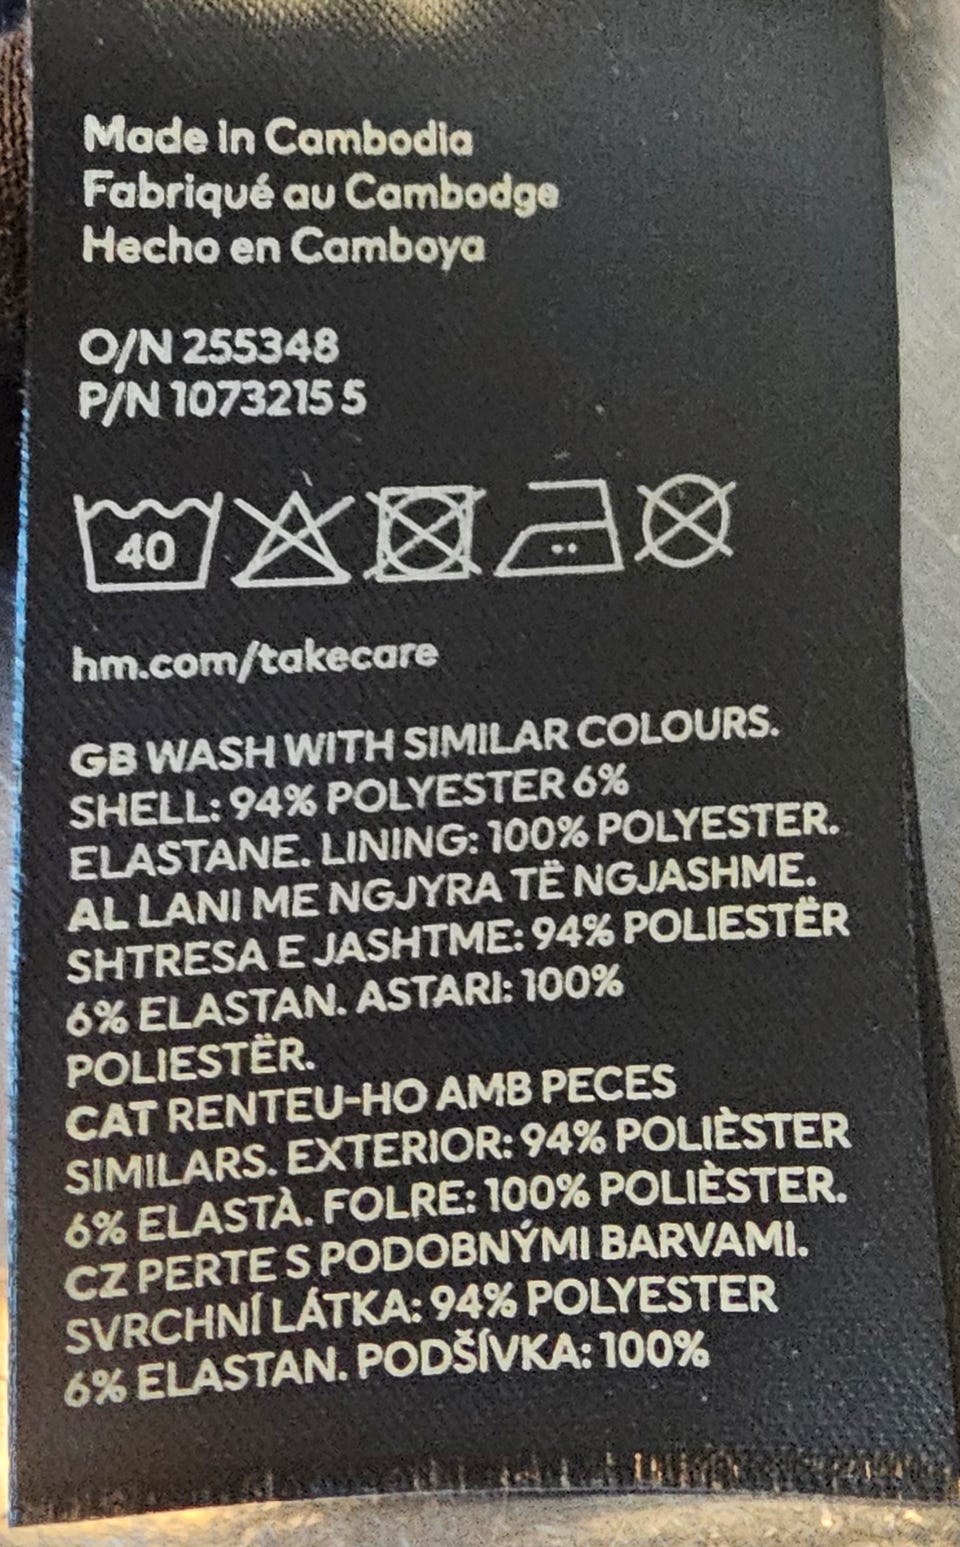 Made in Cambodia
Fabriqué au Cambodge
Hecho en Camboya
O/N 255348
P/N 1073215 5
40
hm.com/takecare
GB WASH WITH SIMILAR COLOURS.
SHELL: 94% POLYESTER 6%
ELASTANE. LINING: 100% POLYESTER.
AL LANI ME NGJYRA TË NGJASHME.
SHTRESA E JASHTME: 94% POLIESTËR
6% ELASTAN. ASTARI: 100%
POLIESTËR.
CAT RENTEU-HO AMB PECES
SIMILARS. EXTERIOR: 94% POLIÈSTER
6% ELASTÀ. FOLRE: 100% POLIÈSTER.
CZ PERTE S PODOBNÝMI BARVAMI.
SVRCHNÍ LÁTKA: 94% POLYESTER
6% ELASTAN. PODŠÍVKA: 100%